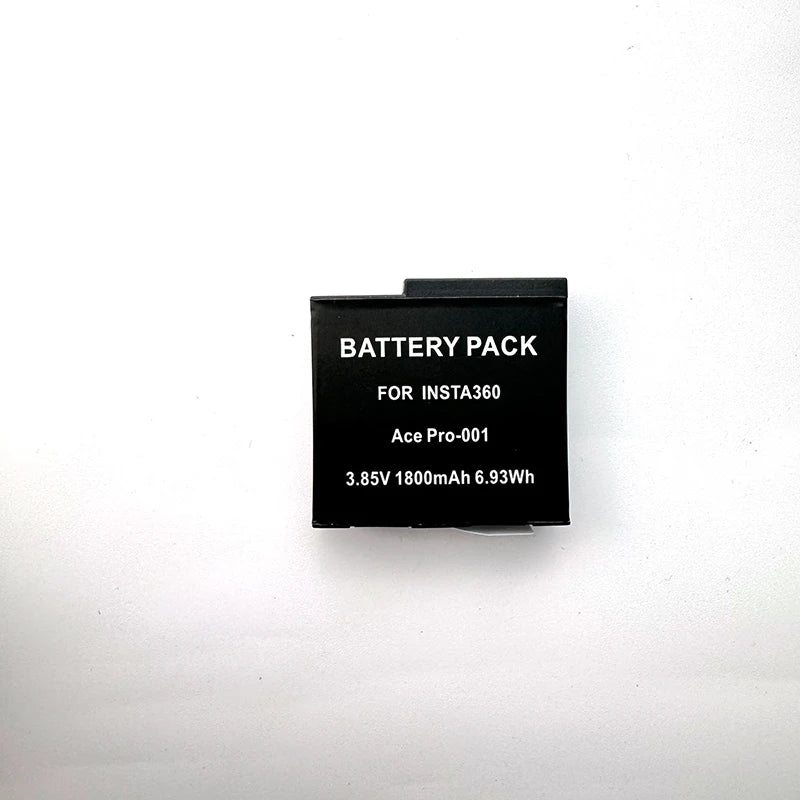 BATTERY PACK
FOR INSTA360
Ace Pro-001
3.85V 1800mAh 6.93Wh